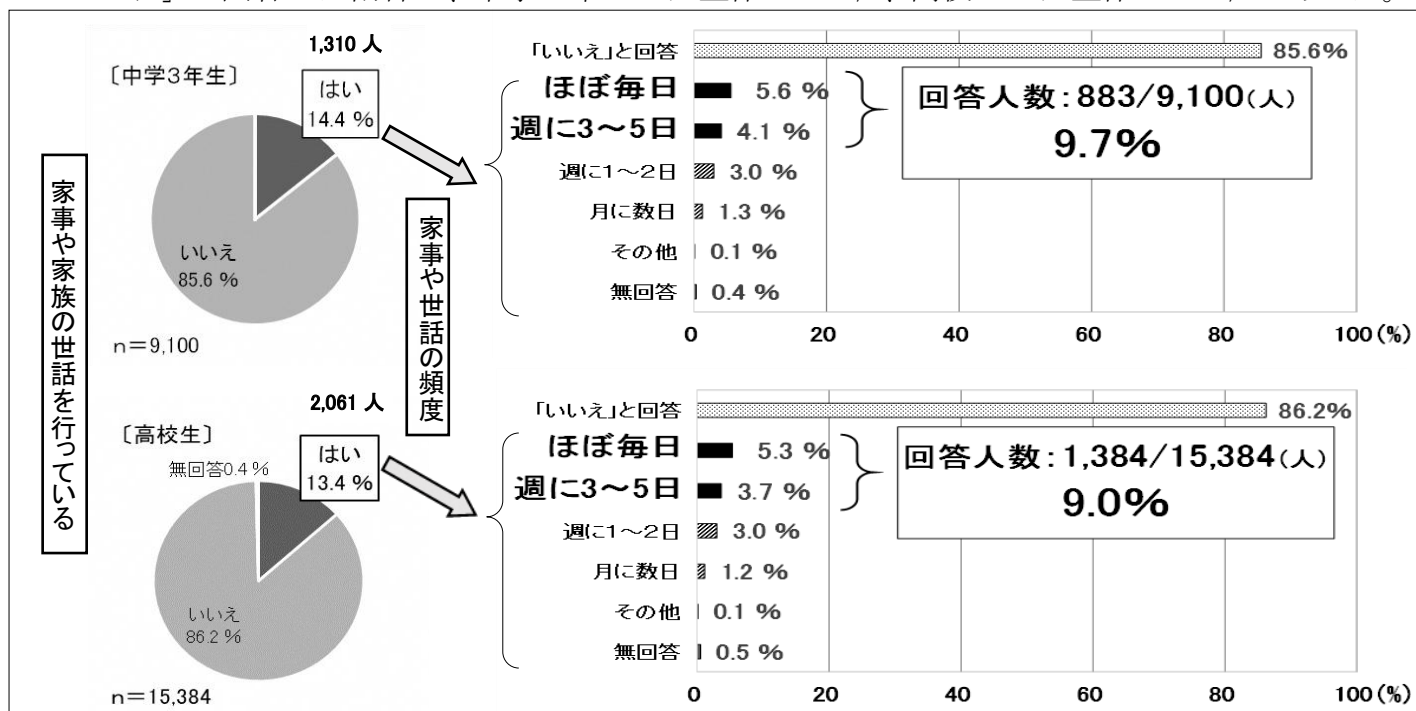 家事や家族の世話を行っている
〔中学3年生〕
1,310 人
はい
14.4 %
いいえ
85.6 %
n=9,100
家事や世話の頻度
「いいえ」と回答 85.6%
ほぼ毎日 5.6 %
週に3～5日 4.1 %
週に1～2日 3.0 %
月に数日 1.3 %
その他 0.1 %
無回答 0.4 %
0 20 40 60 80 100 (%)
回答人数:883/9,100(人)
9.7%
〔高校生〕
2,061 人
無回答0.4 %
はい
13.4 %
いいえ
86.2 %
n=15,384
「いいえ」と回答 86.2%
ほぼ毎日 5.3 %
週に3～5日 3.7 %
週に1～2日 3.0 %
月に数日 1.2 %
その他 0.1 %
無回答 0.5 %
0 20 40 60 80 100 (%)
回答人数:1,384/15,384(人)
9.0%